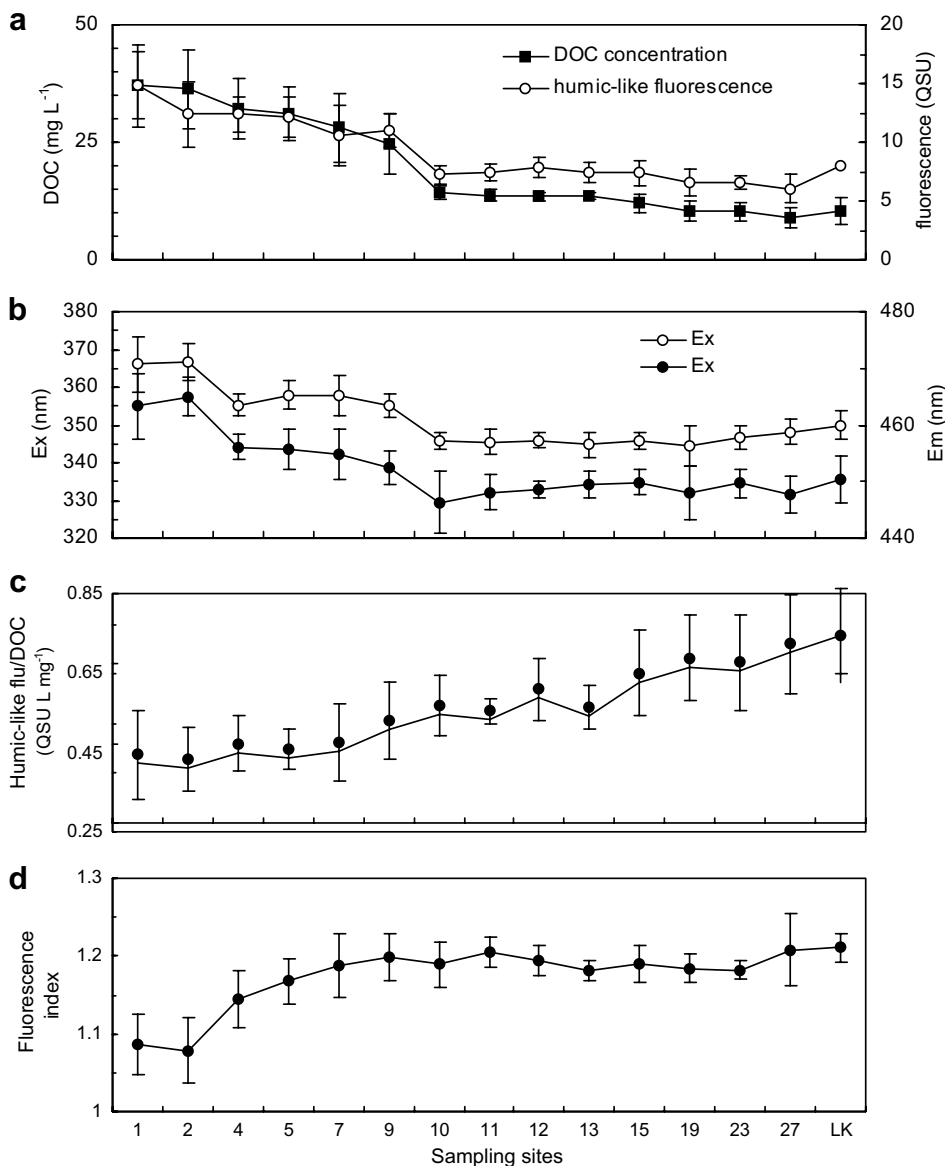 a
50
25
0
DOC (mg L-1)
DOC concentration
humic-like fluorescence
20
15
10
5
0
fluorescence (QSU)
b
380
370
360
350
340
330
320
Ex (nm)
Ex
Ex
480
460
440
Em (nm)
c
0.85
0.65
0.45
0.25
Humic-like flu/DOC
(QSU L mg-1)
d
1.3
1.2
1.1
1
Fluorescence
index
1 2 4 5 7 9 10 11 12 13 15 19 23 27 LK
Sampling sites